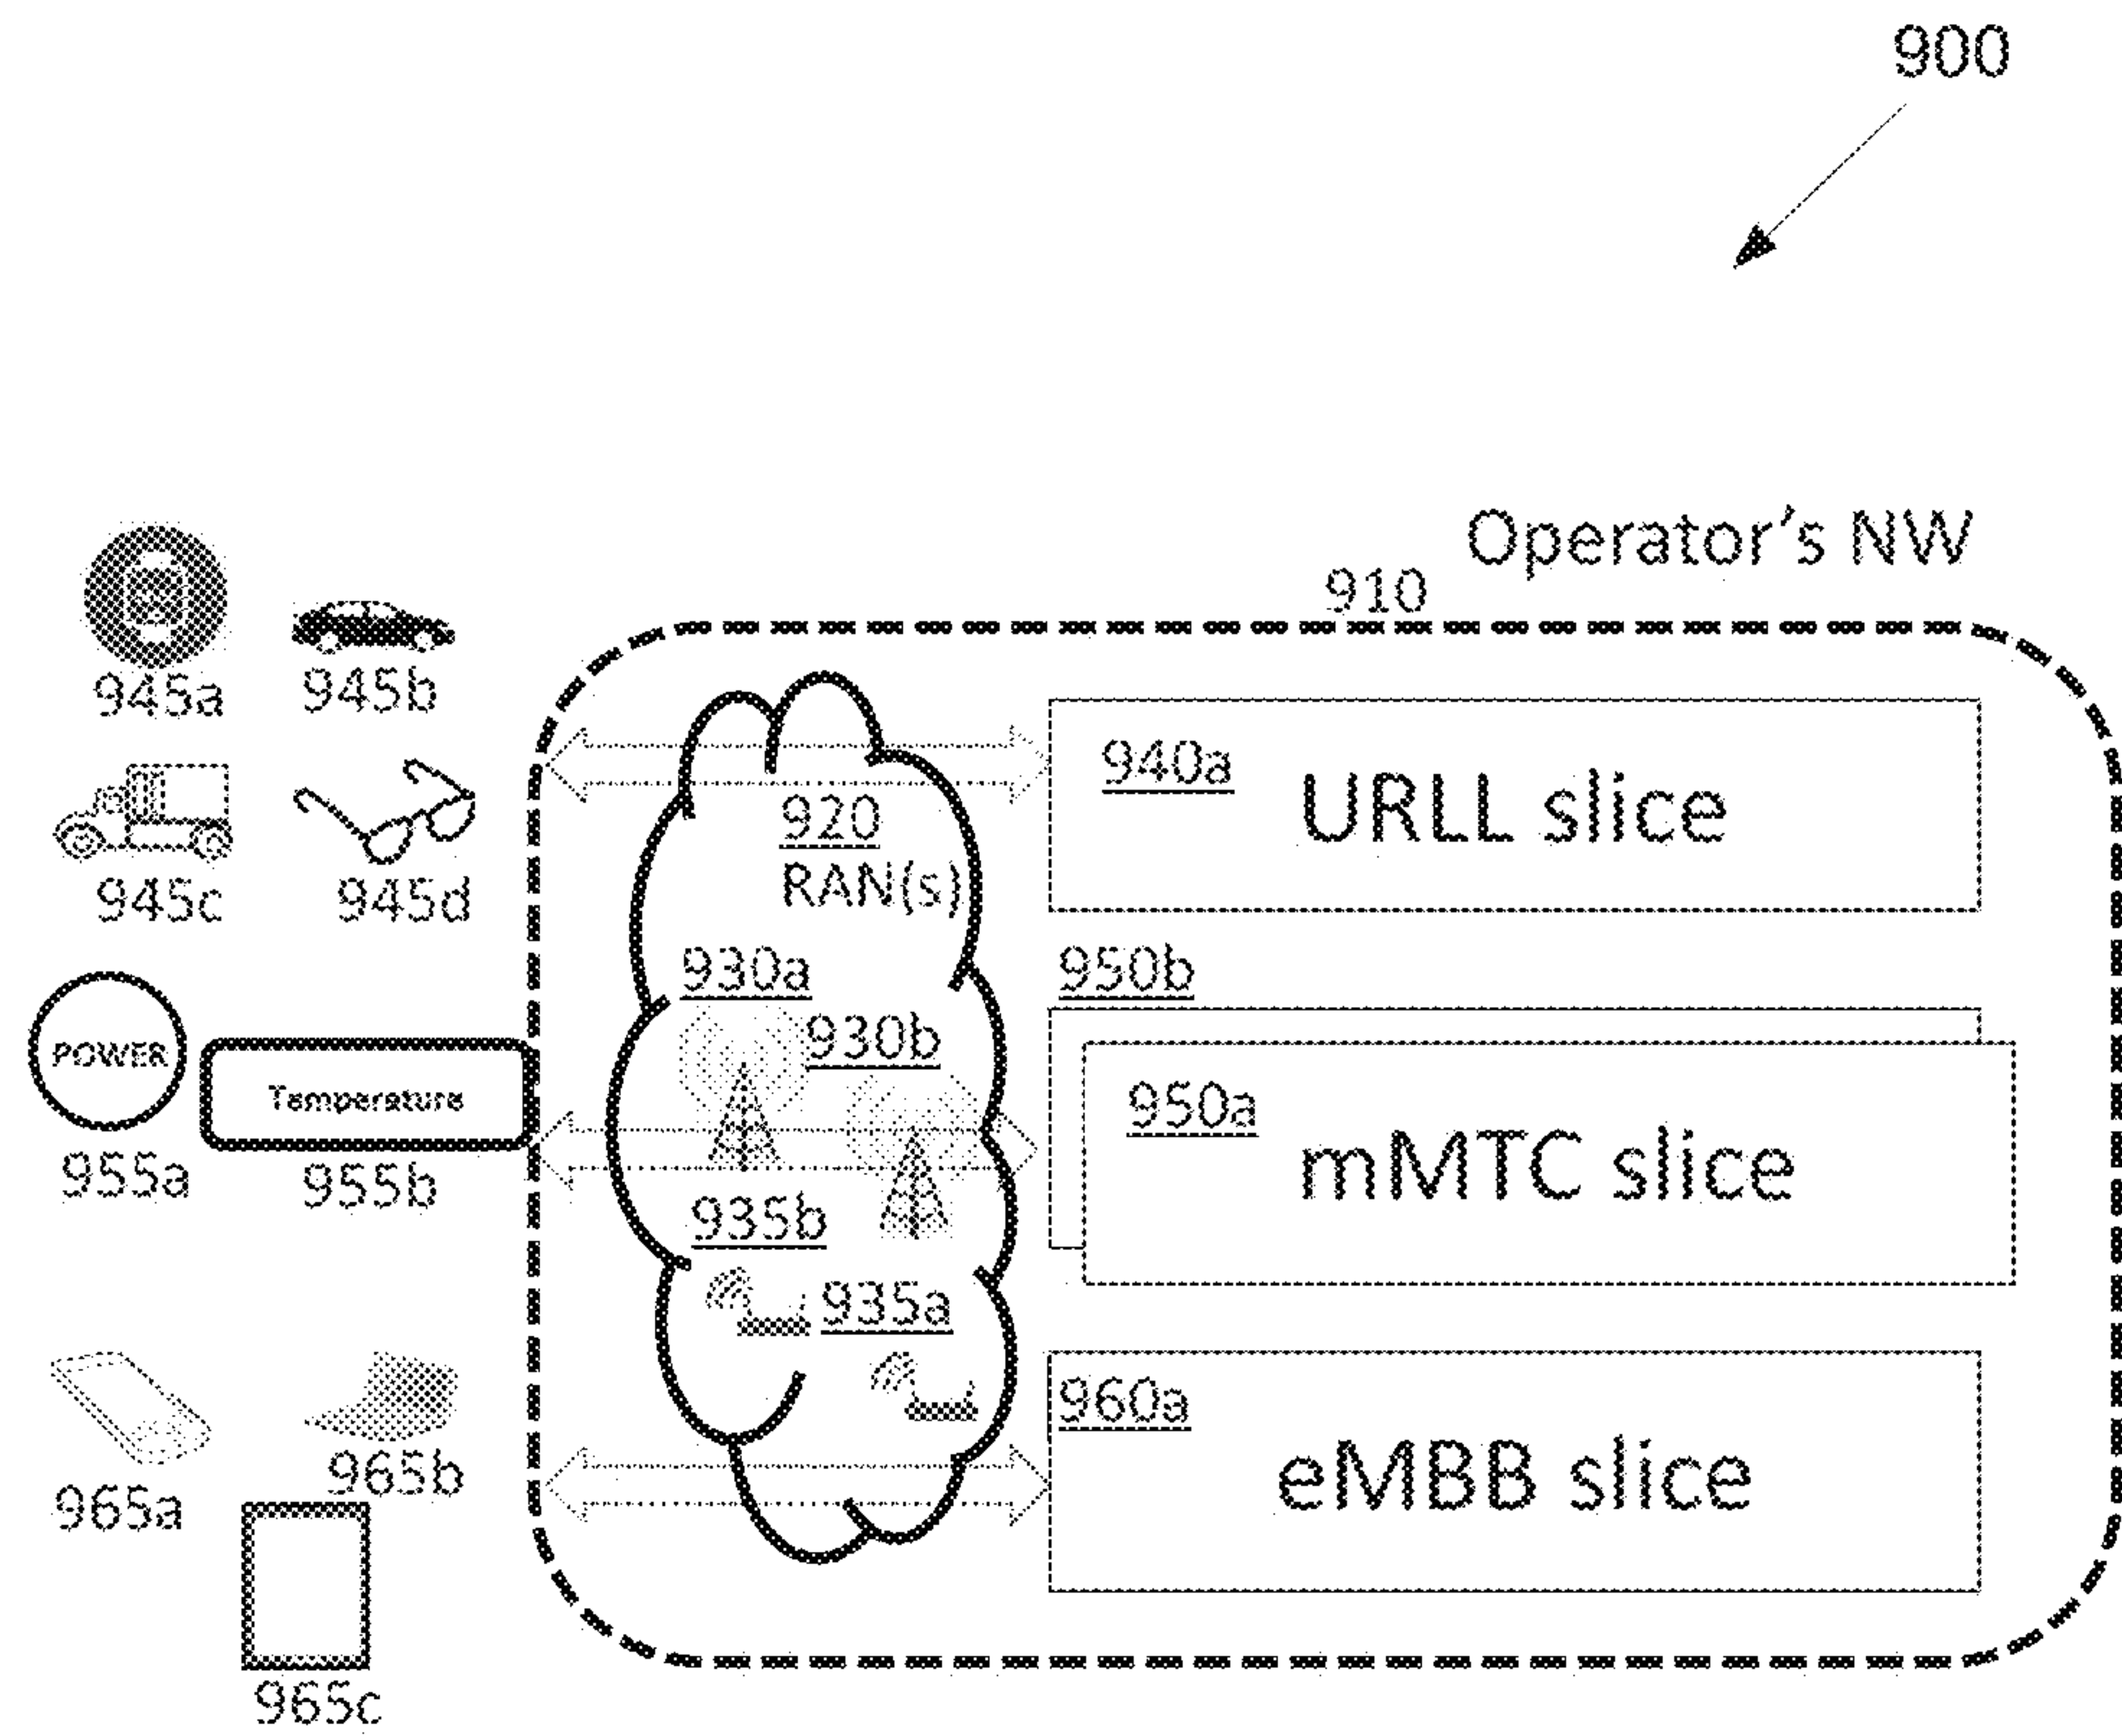 900
Operator's NW
910
945a
945b
920
RAN(s)
940a
URLL slice
945c
945d
930a
930b
950b
POWER
Temperature
950a
mMTC slice
955a
955b
935b
935a
960a
eMBB slice
965a
965b
965c